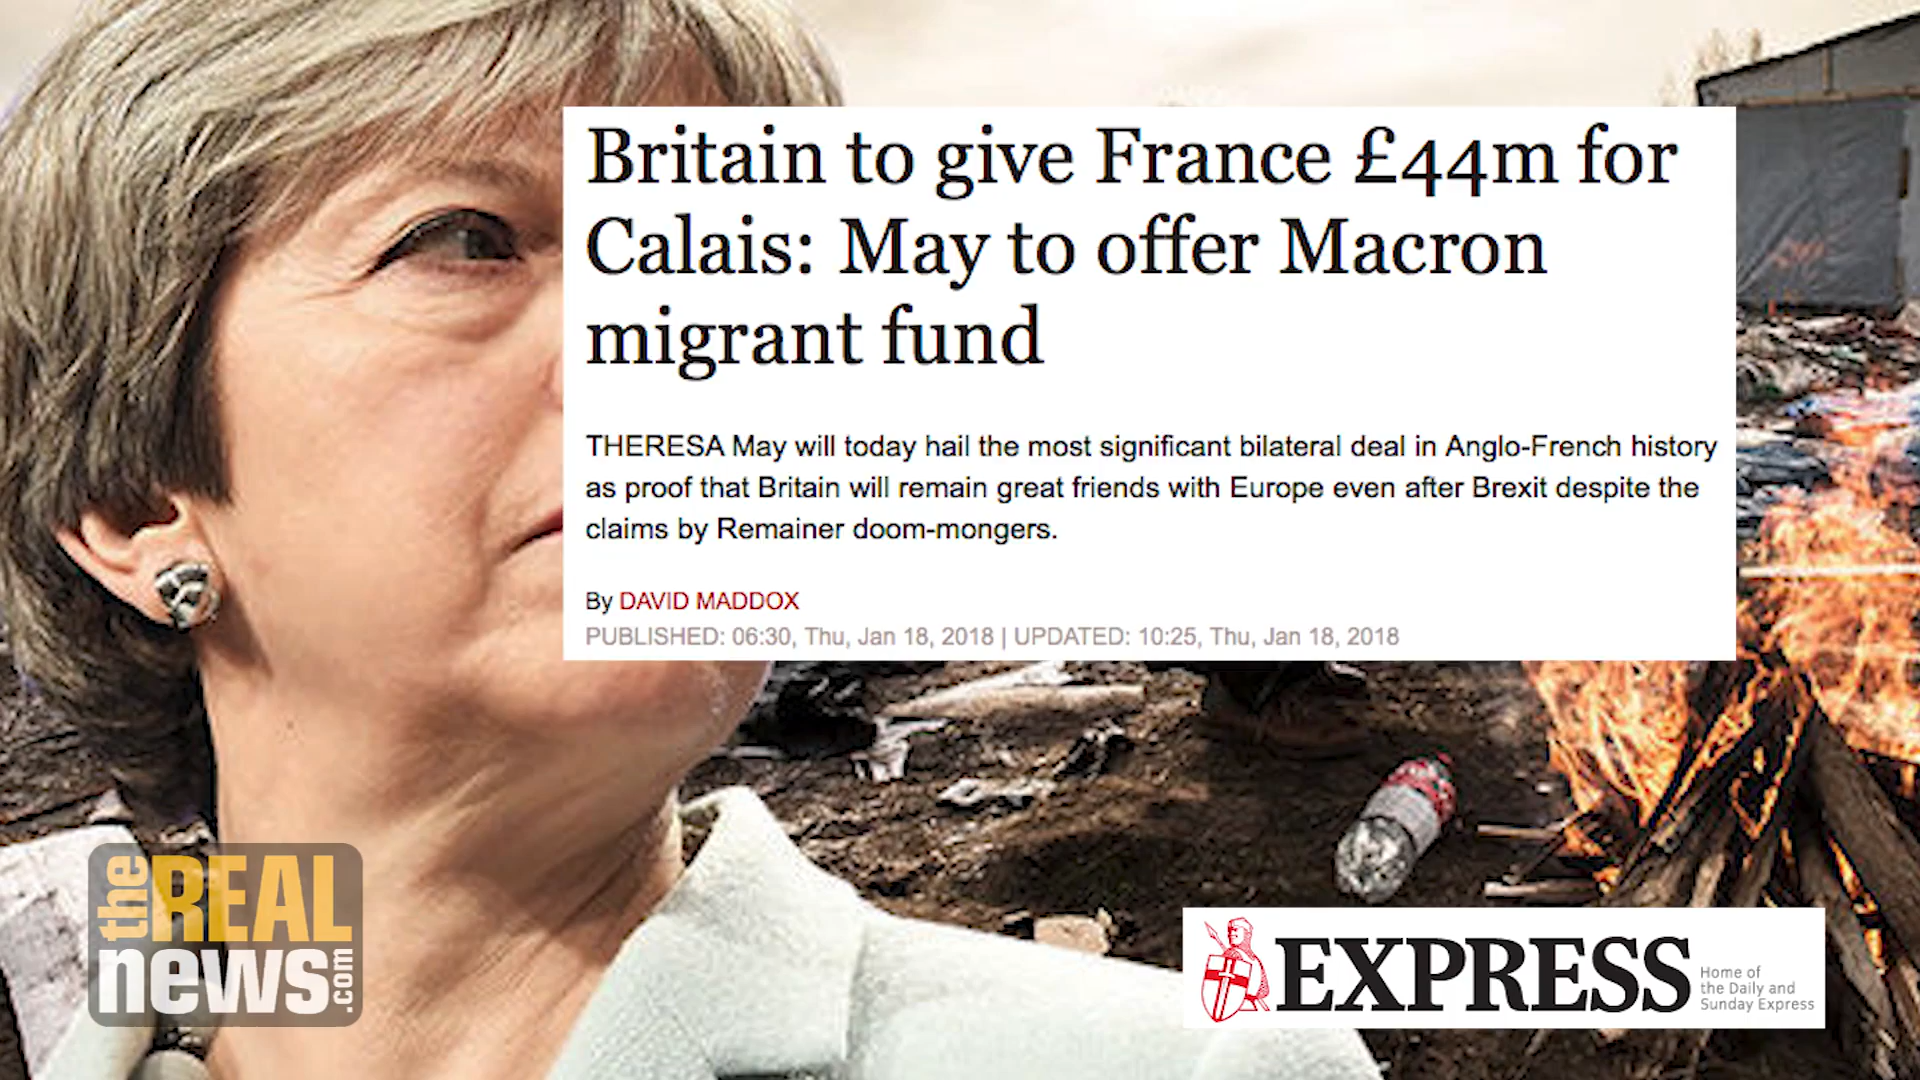 Britain to give France £44m for
Calais: May to offer Macron
migrant fund
THERESA May will today hail the most significant bilateral deal in Anglo-French history
as proof that Britain will remain great friends with Europe even after Brexit despite the
claims by Remainer doom-mongers.
By DAVID MADDOX
PUBLISHED: 06:30, Thu, Jan 18, 2018 | UPDATED: 10:25, Thu, Jan 18, 2018
the REAL
news.com
EXPRESS
Home of
the Daily and
Sunday Express